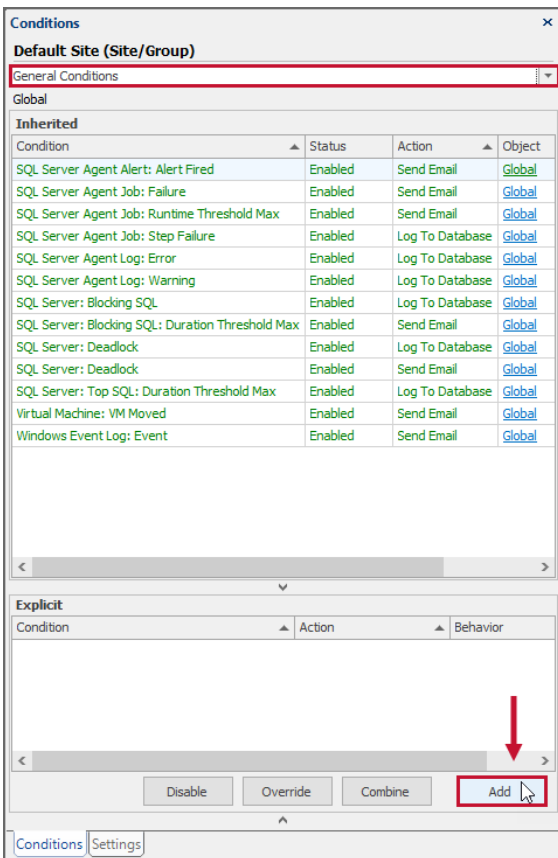 Conditions
Default Site (Site/Group)
General Conditions
Global
Inherited
Condition Status Action Object
SQL Server Agent Alert: Alert Fired Enabled Send Email Global
SQL Server Agent Job: Failure Enabled Send Email Global
SQL Server Agent Job: Runtime Threshold Max Enabled Send Email Global
SQL Server Agent Job: Step Failure Enabled Log To Database Global
SQL Server Agent Log: Error Enabled Log To Database Global
SQL Server Agent Log: Warning Enabled Log To Database Global
SQL Server: Blocking SQL Enabled Log To Database Global
SQL Server: Blocking SQL: Duration Threshold Max Enabled Send Email Global
SQL Server: Deadlock Enabled Log To Database Global
SQL Server: Deadlock Enabled Send Email Global
SQL Server: Top SQL: Duration Threshold Max Enabled Log To Database Global
Virtual Machine: VM Moved Enabled Send Email Global
Windows Event Log: Event Enabled Send Email Global
Explicit
Condition Action Behavior
Disable Override Combine Add
Conditions Settings